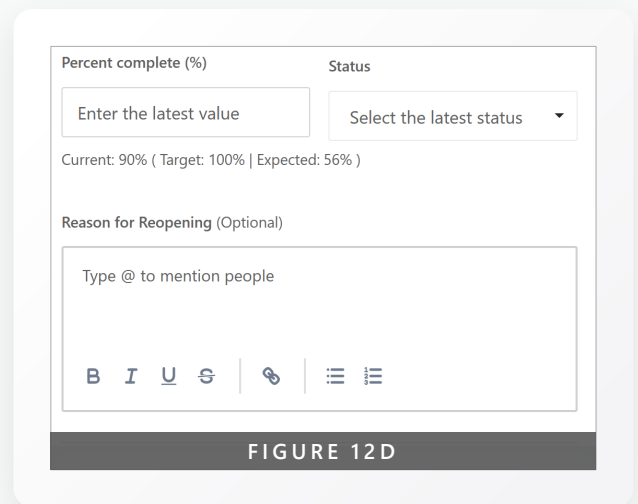 Percent complete (%)
Status
Enter the latest value
Select the latest status
Current: 90% ( Target: 100% | Expected: 56% )
Reason for Reopening (Optional)
Type @ to mention people
B I U S
FIGURE 12D